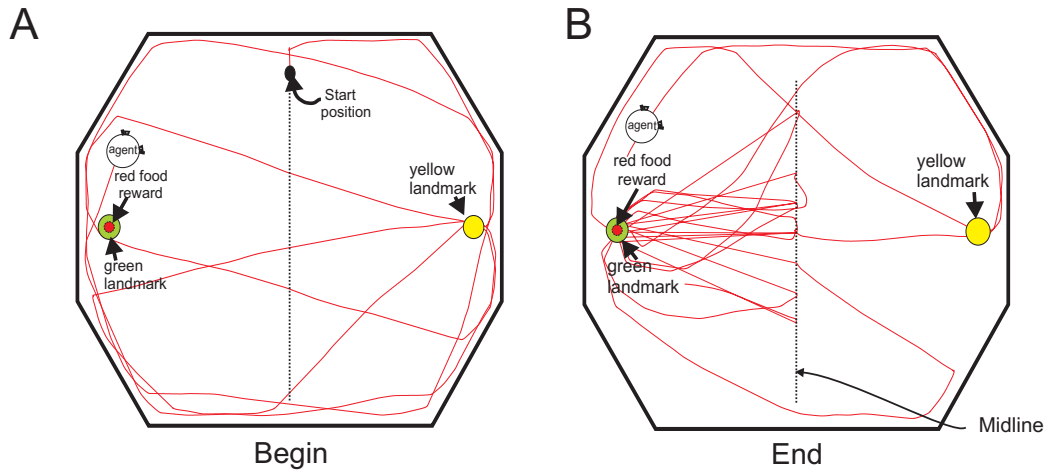 A
Start
position
agent
red food
reward
yellow
landmark
green
landmark
Begin
B
agent
red food
reward
yellow
landmark
green
landmark
Midline
End